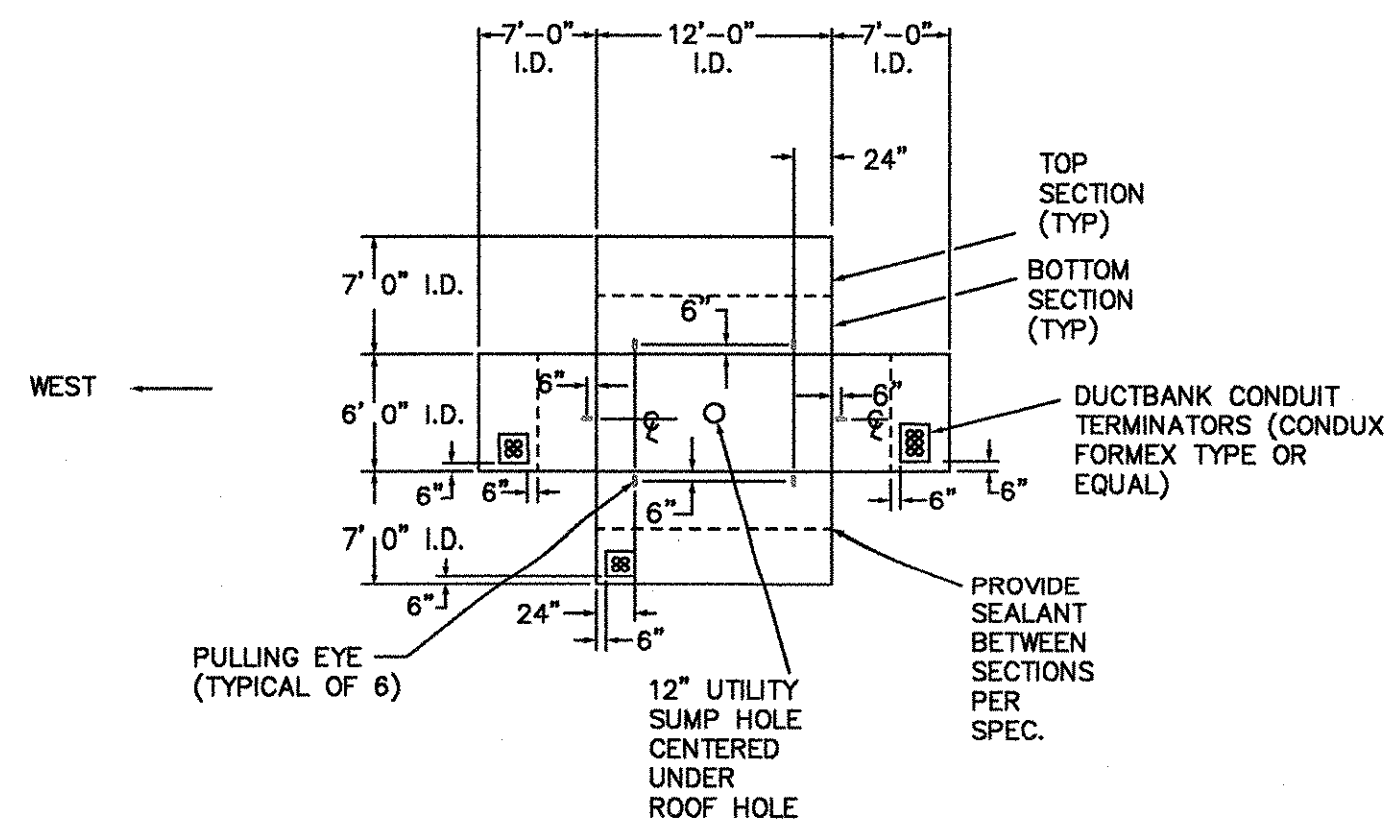 7'-0" 12'-0" 7'-0"
I.D. I.D. I.D.
24"
TOP
SECTION
(TYP)
BOTTOM
SECTION
(TYP)
7' 0" I.D.
6"
WEST
6' 0" I.D.
6"
6"
DUCTBANK CONDUIT
TERMINATORS (CONDUX
FORMEX TYPE OR
EQUAL)
6" 6" 6" 6" 6"
7' 0" I.D.
6"
24"
6"
PULLING EYE
(TYPICAL OF 6)
12" UTILITY
SUMP HOLE
CENTERED
UNDER
ROOF HOLE
PROVIDE
SEALANT
BETWEEN
SECTIONS
PER
SPEC.